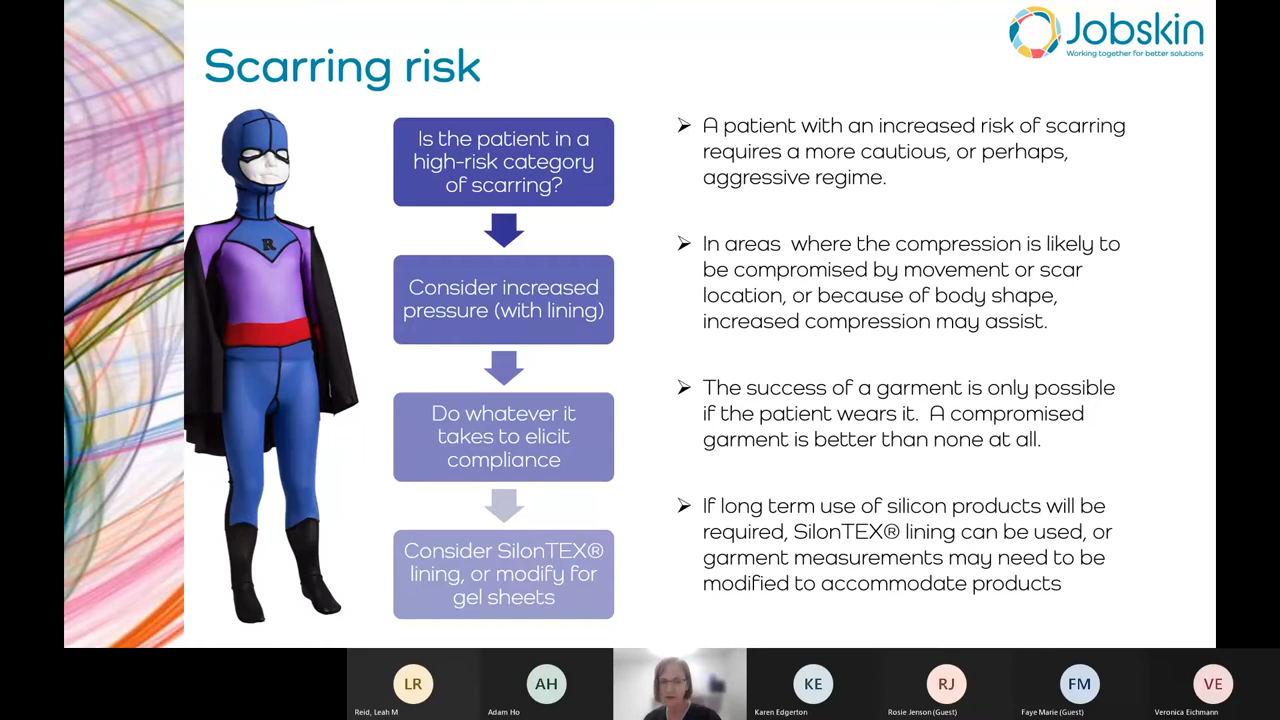 Jobskin
Working together for better solutions
Scarring risk
R
Is the patient in a
high-risk category
of scarring?
Consider increased
pressure (with lining)
Do whatever it
takes to elicit
compliance
Consider SilonTEX®
lining, or modify for
gel sheets
A patient with an increased risk of scarring
requires a more cautious, or perhaps,
aggressive regime.
In areas where the compression is likely to
be compromised by movement or scar
location, or because of body shape,
increased compression may assist.
The success of a garment is only possible
if the patient wears it. A compromised
garment is better than none at all.
If long term use of silicon products will be
required, SilonTEX® lining can be used, or
garment measurements may need to be
modified to accommodate products
LR
Reid, Leah M
AH
Adam Ho
KE
Karen Edgerton
RJ
Rosie Jenson (Guest)
FM
Faye Marie (Guest)
VE
Veronica Eichmann